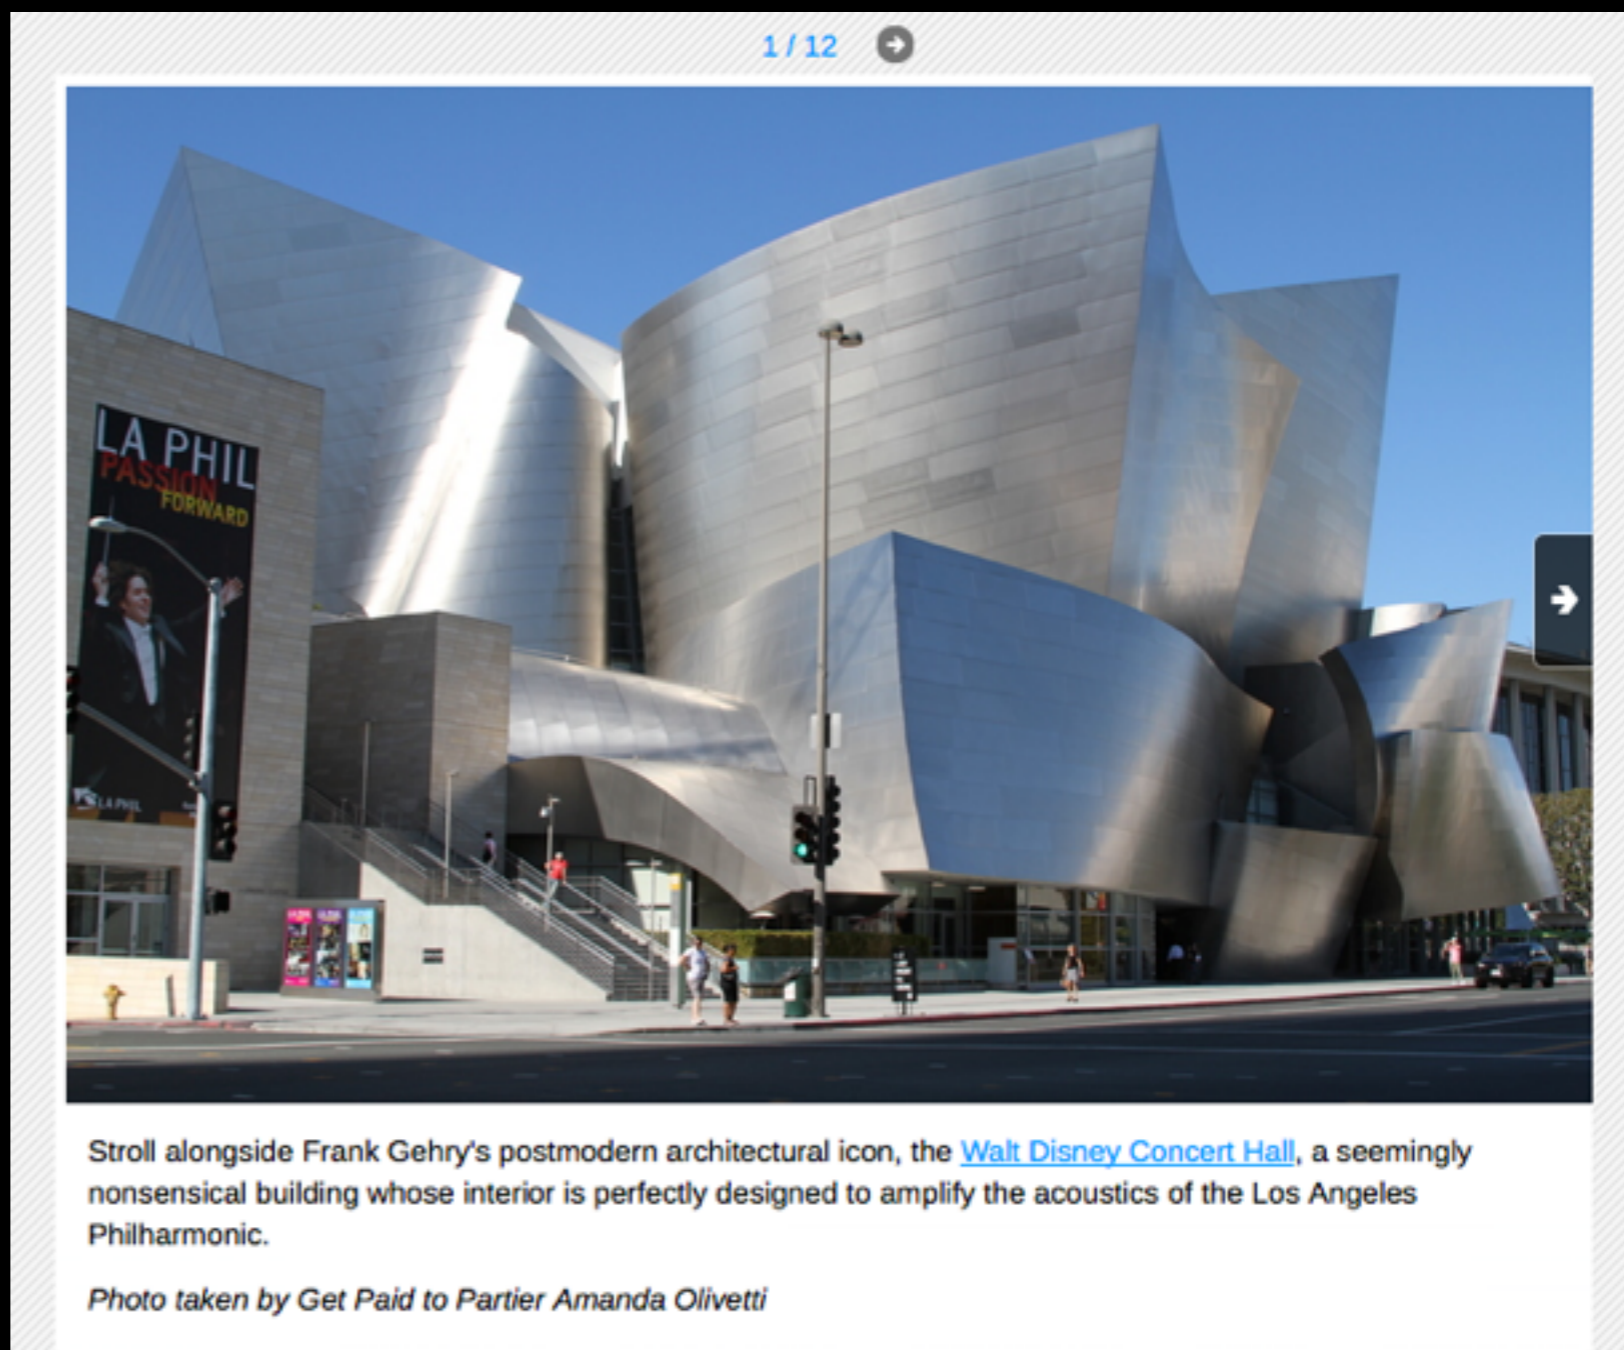 1 / 12
LA PHIL
PASSION
FORWARD
LA PHIL
Stroll alongside Frank Gehry's postmodern architectural icon, the Walt Disney Concert Hall, a seemingly
nonsensical building whose interior is perfectly designed to amplify the acoustics of the Los Angeles
Philharmonic.
Photo taken by Get Paid to Partier Amanda Olivetti